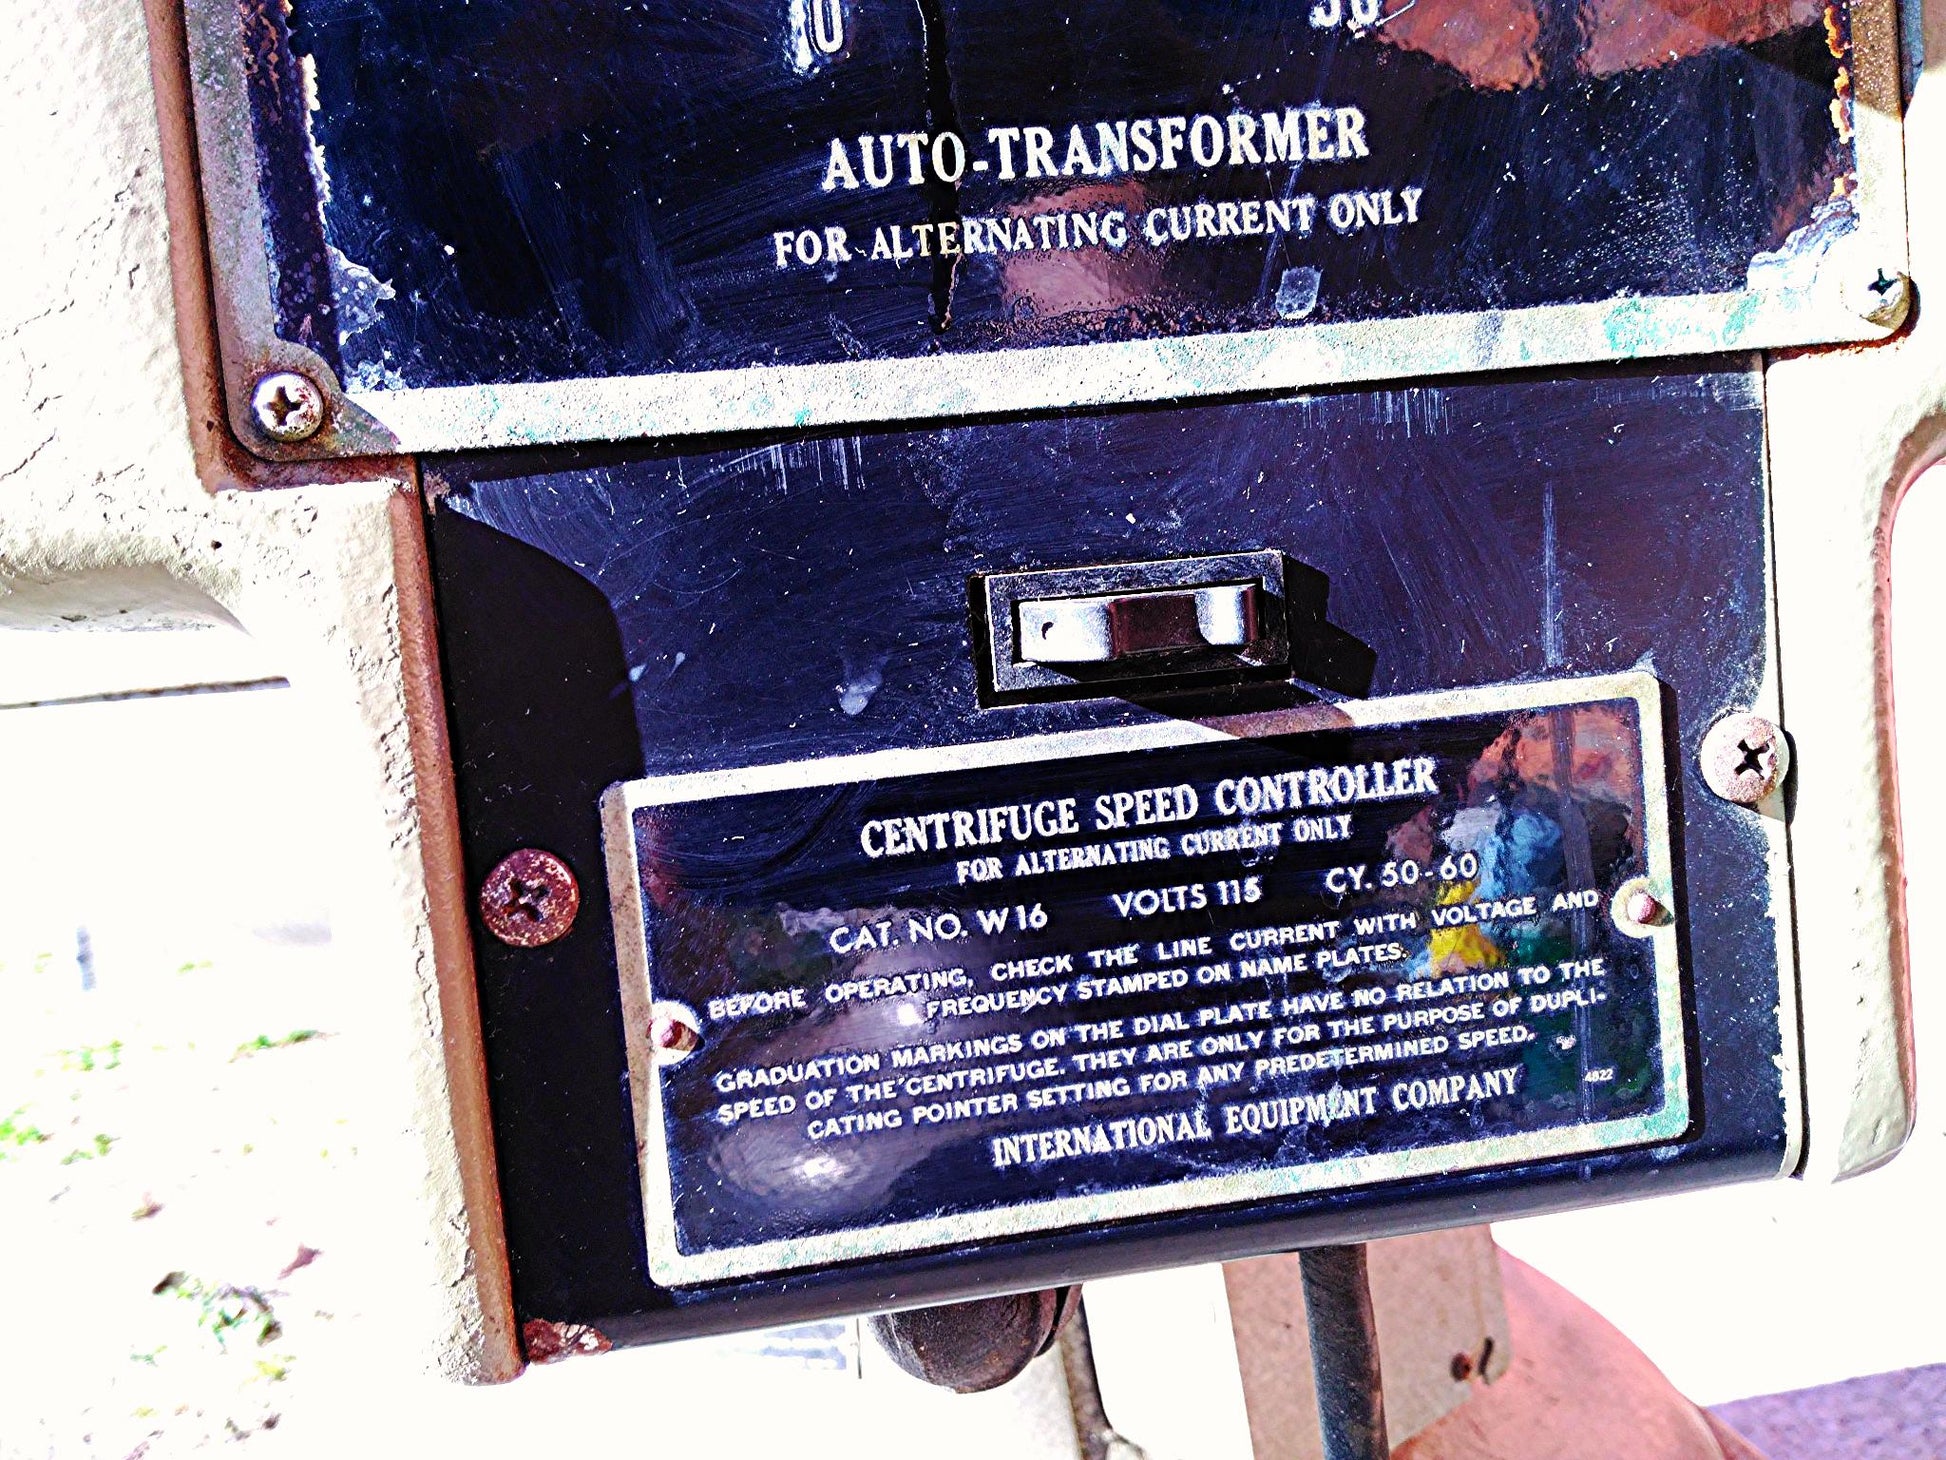 AUTO-TRANSFORMER
FOR ALTERNATING CURRENT ONLY
CENTRIFUGE SPEED CONTROLLER
FOR ALTERNATING CURRENT ONLY
CAT. NO. W16 VOLTS 115 CY. 50-60
BEFORE OPERATING, CHECK THE LINE CURRENT WITH VOLTAGE AND
FREQUENCY STAMPED ON NAME PLATES.
GRADUATION MARKINGS ON THE DIAL PLATE HAVE NO RELATION TO THE
SPEED OF THE CENTRIFUGE. THEY ARE ONLY FOR THE PURPOSE OF DUPLI-
CATING POINTER SETTING FOR ANY PREDETERMINED SPEED.
4822
INTERNATIONAL EQUIPMENT COMPANY